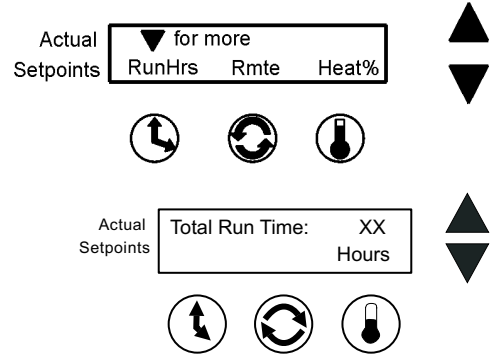 Actual ▼ for more
Setpoints RunHrs Rmte Heat%
Actual Total Run Time: XX
Setpoints Hours